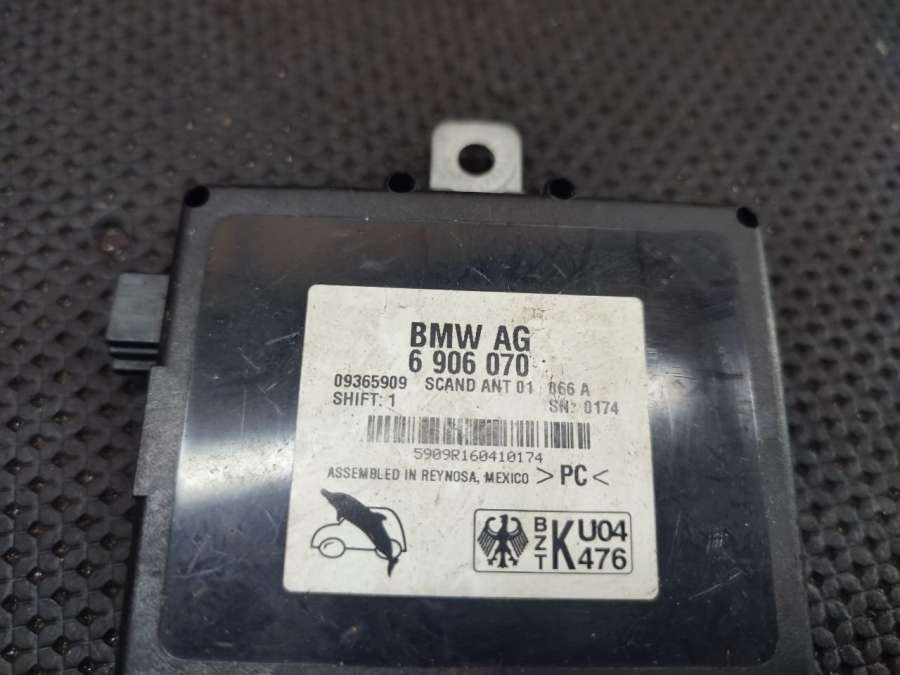 BMW AG
6 906 070
09365909 SCAND ANT 01 066 A
SHIFT: 1 SN: 0174
5909R160410174
ASSEMBLED IN REYNOSA, MEXICO >PC<
BZT K U04 476